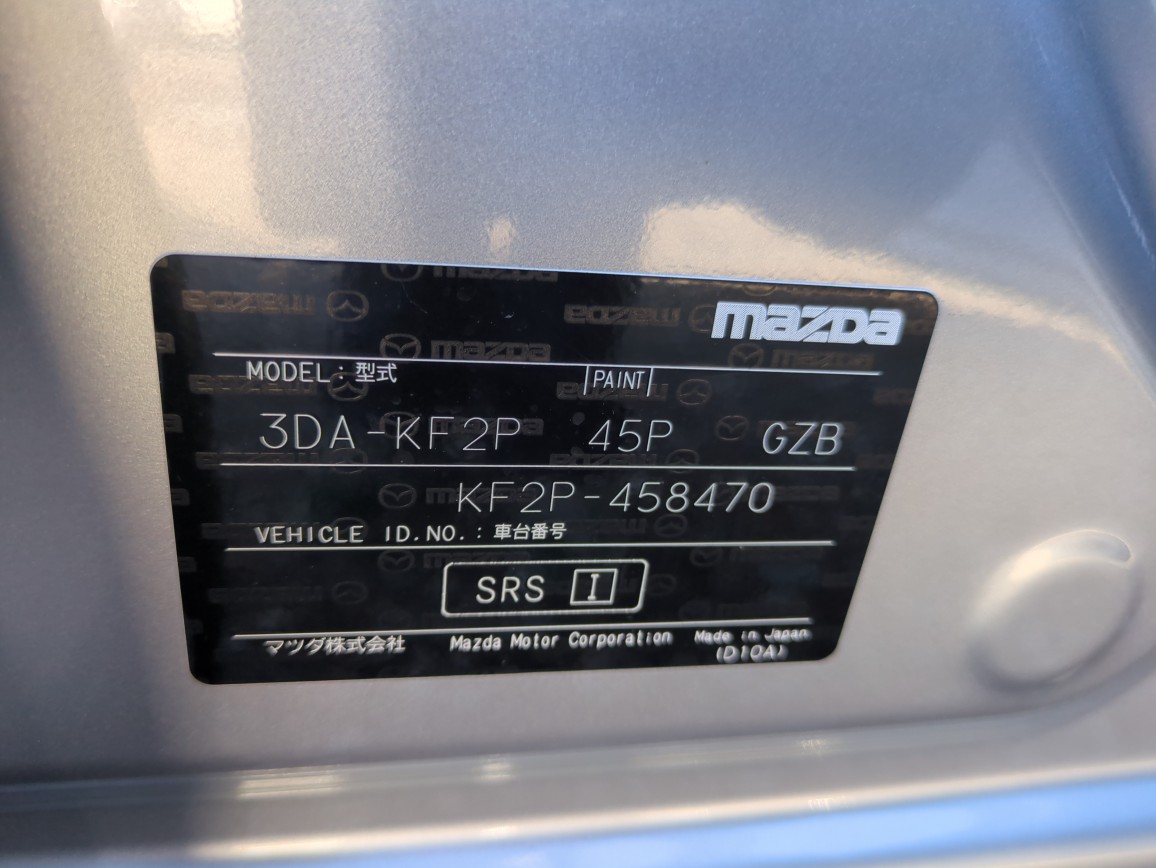 mazda
MODEL : 型式 PAINT
3DA-KF2P 45P GZB
KF2P-458470
VEHICLE ID.NO. : 車台番号
SRS I
マツダ株式会社 Mazda Motor Corporation Made in Japan
(D10A)